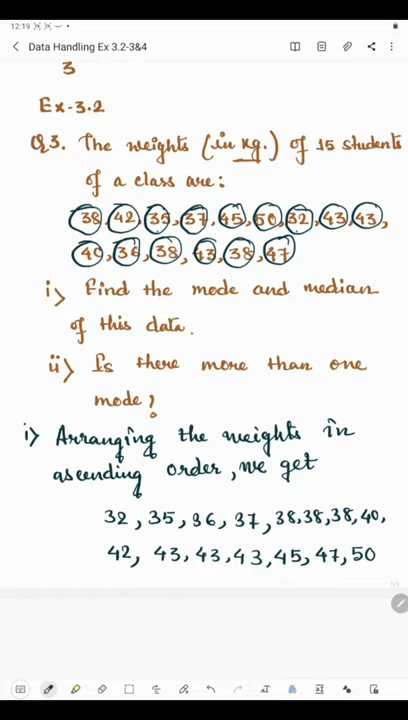 12:19
Data Handling Ex 3.2-3&4
3
Ex-3.2
Q3. The weights (in kg.) of 15 students
of a class are:
38, 42, 35, 37, 45, 50, 32, 43, 43,
40, 36, 38, 43, 38, 47
i> Find the mode and median
of this data.
ii> Is there more than one
mode?
i> Arranging the weights in
ascending order, we get
32, 35, 36, 37, 38, 38, 38, 40,
42, 43, 43, 43, 45, 47, 50
1/1